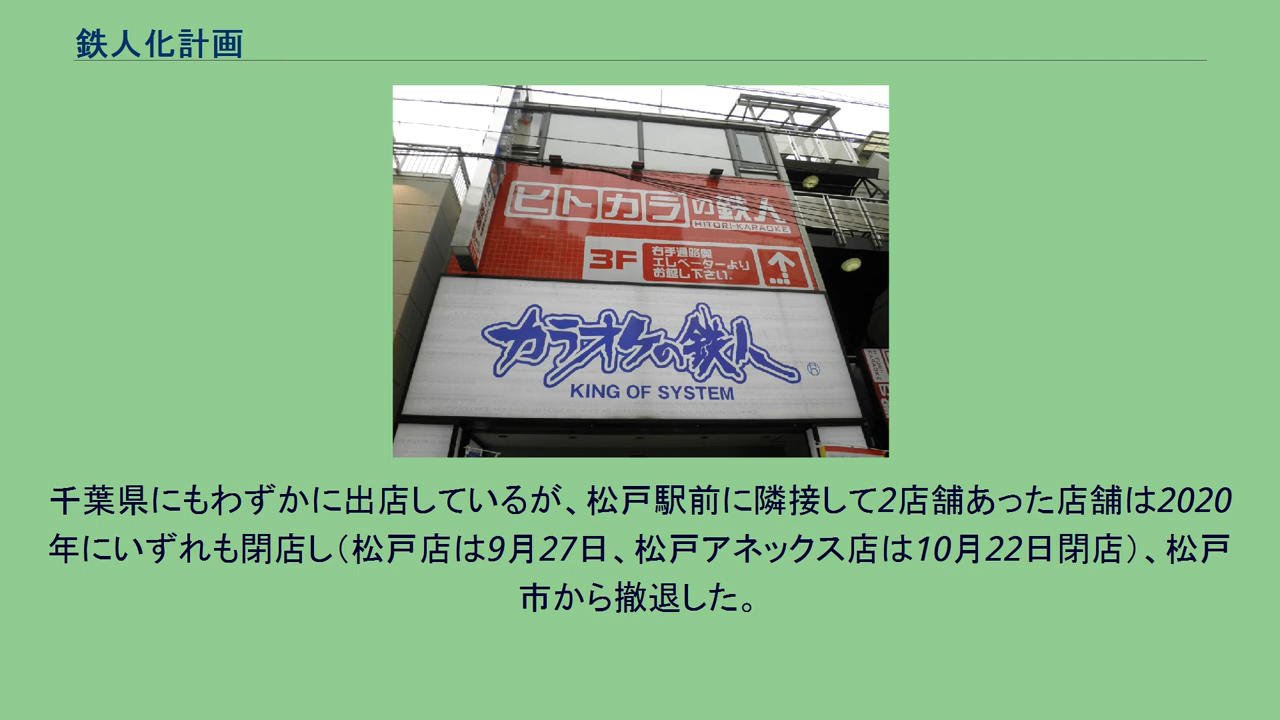 鉄人化計画
ヒトカラの鉄人
HITORI-KARAOKE
3F
右手通路奥
エレベーターより
お越し下さい。
カラオケの鉄人
KING OF SYSTEM
千葉県にもわずかに出店しているが、松戸駅前に隣接して2店舗あった店舗は2020
年にいずれも閉店し（松戸店は9月27日、松戸アネックス店は10月22日閉店）、松戸
市から撤退した。